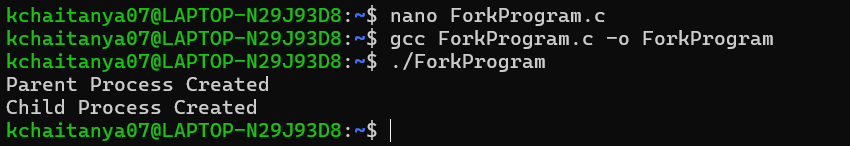 kchaitanya07@LAPTOP-N29J93D8:~$ nano ForkProgram.c
kchaitanya07@LAPTOP-N29J93D8:~$ gcc ForkProgram.c -o ForkProgram
kchaitanya07@LAPTOP-N29J93D8:~$ ./ForkProgram
Parent Process Created
Child Process Created
kchaitanya07@LAPTOP-N29J93D8:~$